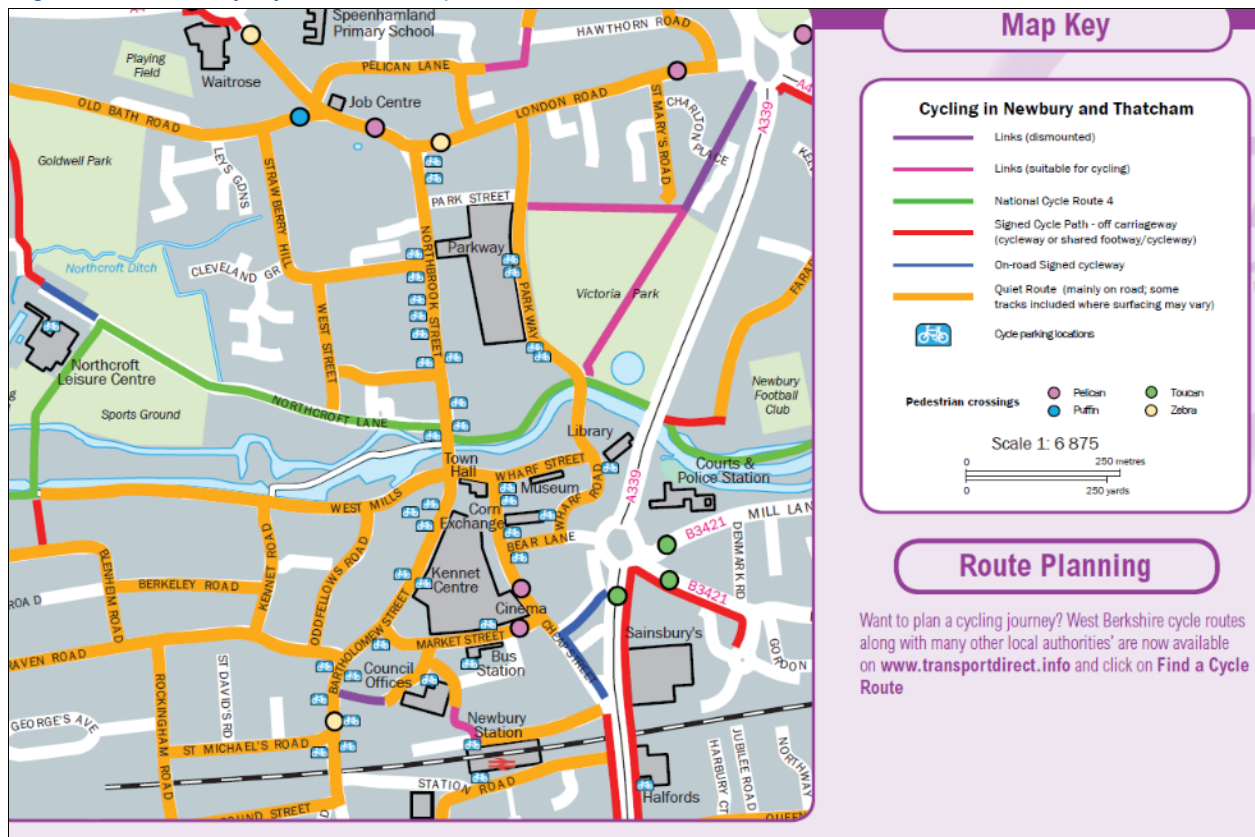 Speenhamland
Primary School
HAWTHORN ROAD
Playing
Field
Waitrose
PELICAN LANE
A4
OLD BATH ROAD
Job Centre
LONDON ROAD
ST MARY'S ROAD
CHARLTON PLACE
A339
Goldwell Park
LEYS GDNS
STRAWBERRY HILL
PARK STREET
NORTHBROOK STREET
Parkway
PARK WAY
Northcroft Ditch
CLEVELAND GR
Victoria Park
WEST STREET
Northcroft
Leisure Centre
Sports Ground
NORTHCROFT LANE
Newbury
Football
Club
Library
Town
Hall
WHARF STREET
Museum
WHARF ROAD
Courts &
Police Station
A339
WEST MILLS
Corn
Exchange
BEAR LANE
B3421
MILL LAN
DENMARK RD
BLENHEIM ROAD
BERKELEY ROAD
KENNET ROAD
ODDFELLOWS ROAD
Kennet
Centre
Cinema
B3421
OAD
BARTHOLOMEW STREET
MARKET STREET
CHEAP STREET
Sainsbury's
GORDON
RAVEN ROAD
ROCKINGHAM ROAD
ST DAVID'S RD
Council
Offices
Bus
Station
GEORGE'S AVE
ST MICHAEL'S ROAD
Newbury
Station
STATION ROAD
Halfords
HARBURY CT
JUBILEE ROAD
NORTHWAY
OUND STREET
QUEEN
Map Key
Cycling in Newbury and Thatcham
Links (dismounted)
Links (suitable for cycling)
National Cycle Route 4
Signed Cycle Path - off carriageway
(cycleway or shared footway/cycleway)
On-road Signed cycleway
Quiet Route (mainly on road; some
tracks included where surfacing may vary)
Cycle parking locations
Pedestrian crossings
Pelican
Toucan
Puffin
Zebra
Scale 1: 6 875
0 250 metres
0 250 yards
Route Planning
Want to plan a cycling journey? West Berkshire cycle routes
along with many other local authorities' are now available
on www.transportdirect.info and click on Find a Cycle
Route